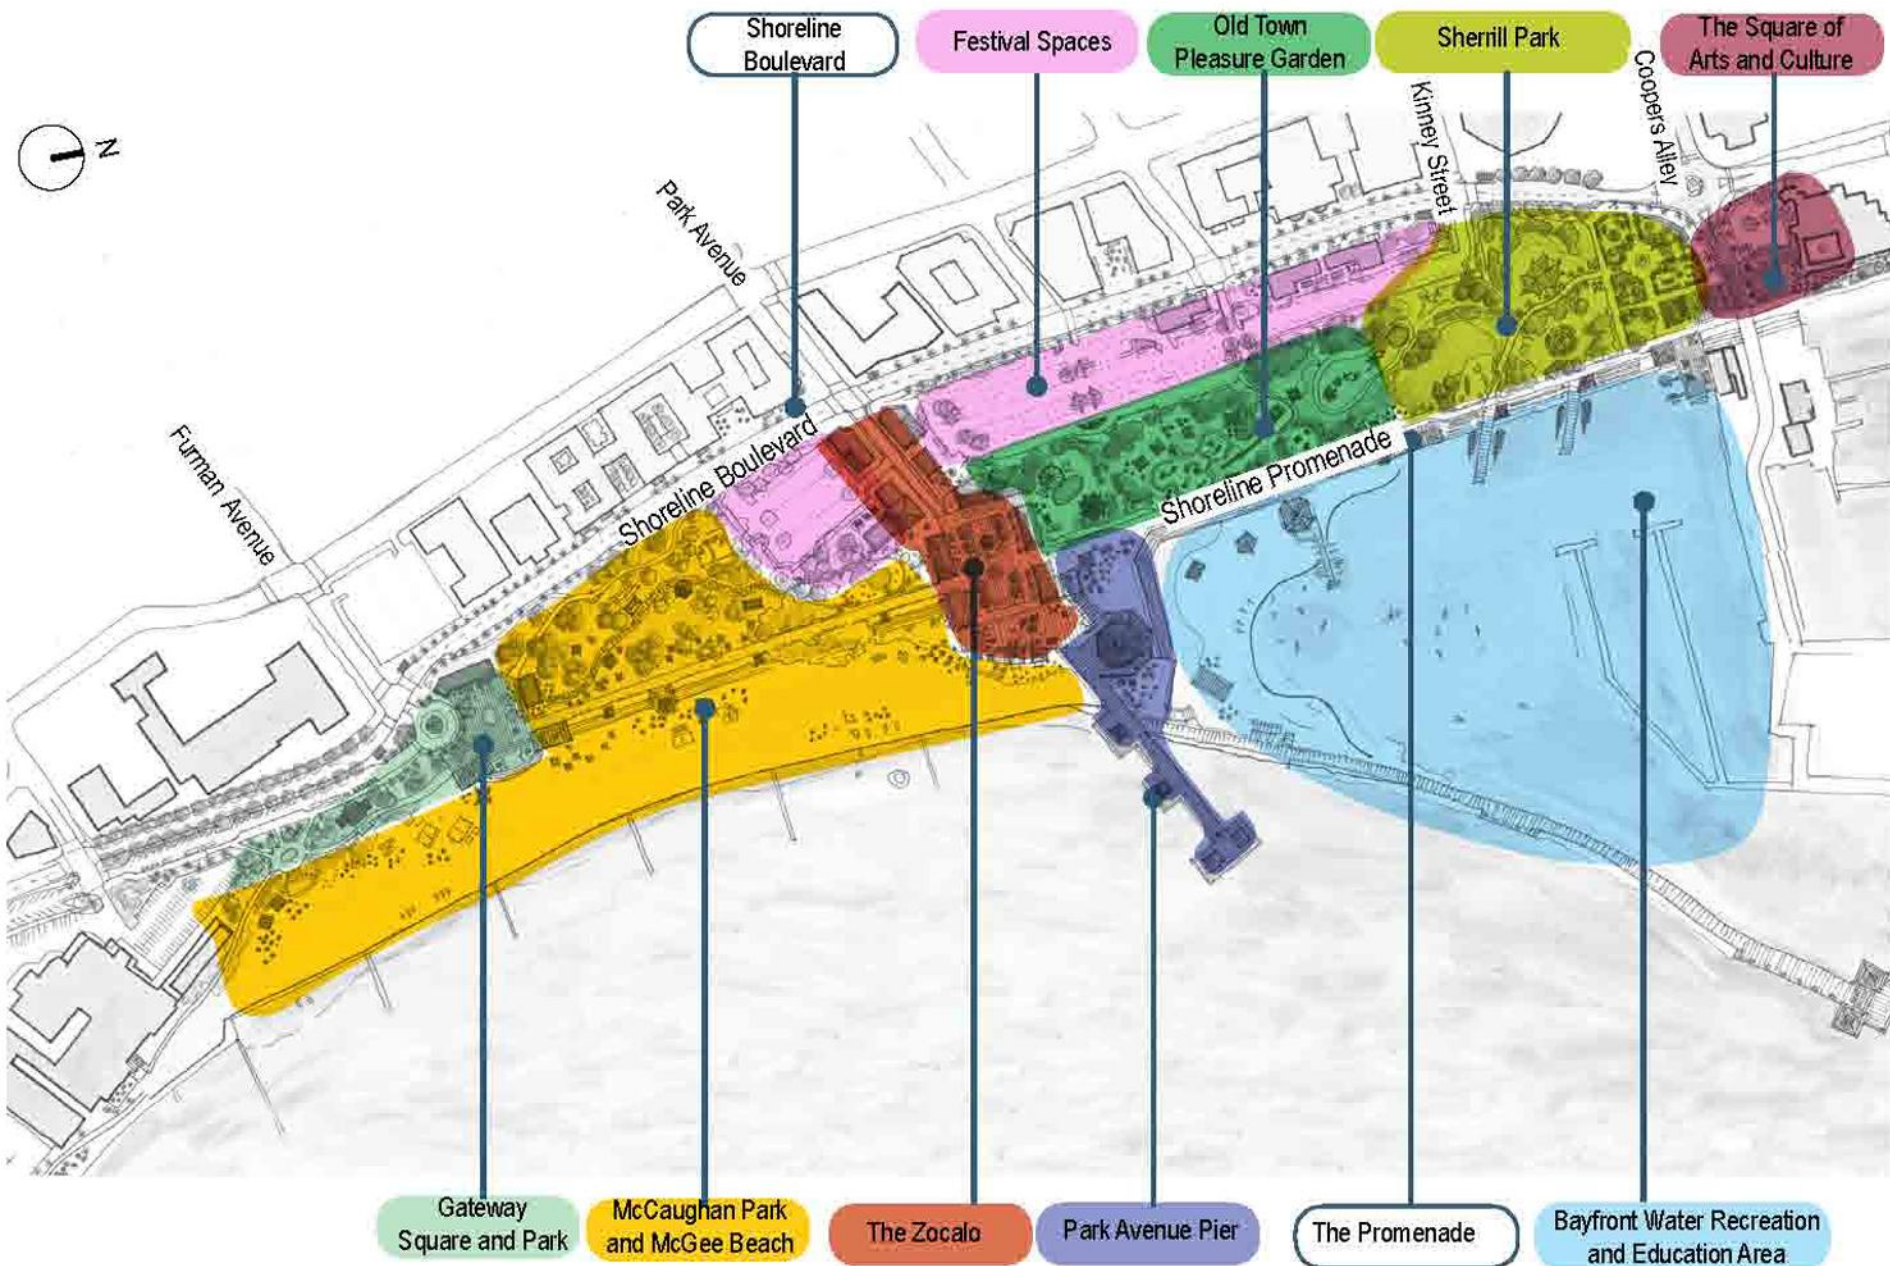 Shoreline
Boulevard
Festival Spaces
Old Town
Pleasure Garden
Sherrill Park
The Square of
Arts and Culture
N
Park Avenue
Kinney Street
Coopers Alley
Furman Avenue
Shoreline Boulevard
Shoreline Promenade
Gateway
Square and Park
McCaughan Park
and McGee Beach
The Zocalo
Park Avenue Pier
The Promenade
Bayfront Water Recreation
and Education Area